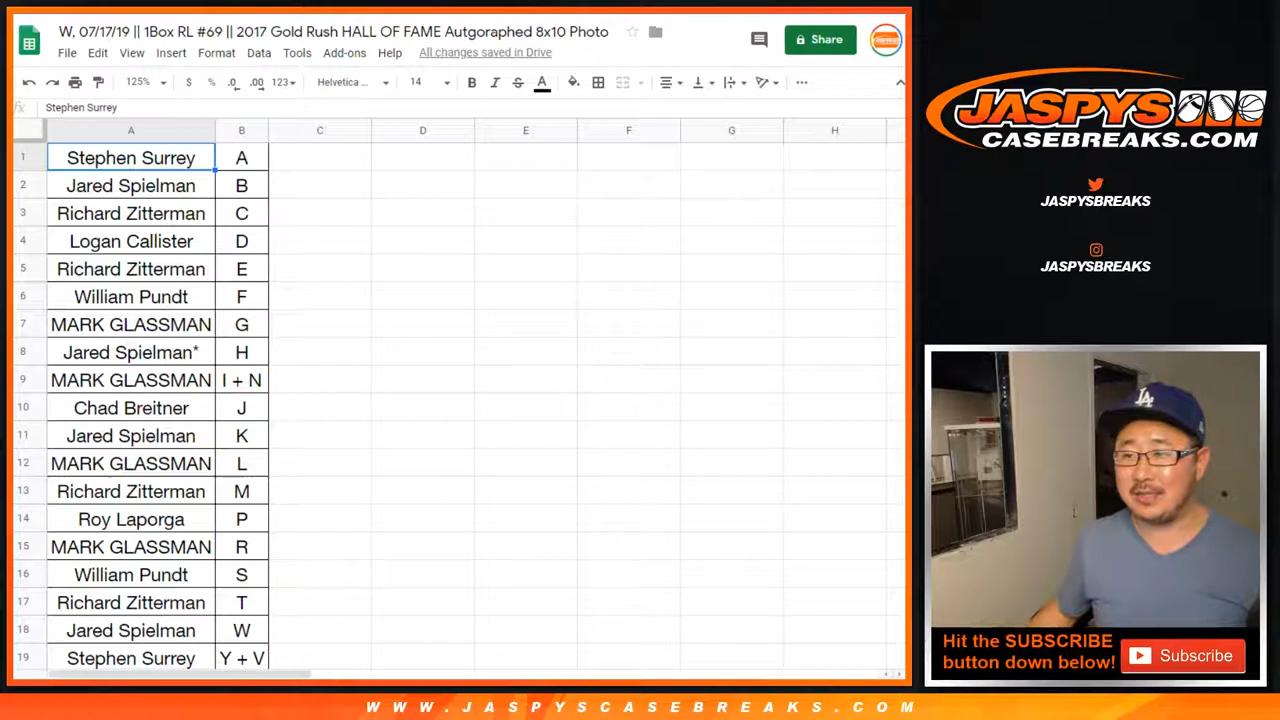 W, 07/17/19 || 1Box RL #69 || 2017 Gold Rush HALL OF FAME Autgoraphed 8x10 Photo
File Edit View Insert Format Data Tools Add-ons Help All changes saved in Drive
Share
125% $ % .0 .00 123 Helvetica ... 14 B I S A
fx Stephen Surrey
A B C D E F G H
1 Stephen Surrey A
2 Jared Spielman B
3 Richard Zitterman C
4 Logan Callister D
5 Richard Zitterman E
6 William Pundt F
7 MARK GLASSMAN G
8 Jared Spielman* H
9 MARK GLASSMAN I + N
10 Chad Breitner J
11 Jared Spielman K
12 MARK GLASSMAN L
13 Richard Zitterman M
14 Roy Laporga P
15 MARK GLASSMAN R
16 William Pundt S
17 Richard Zitterman T
18 Jared Spielman W
19 Stephen Surrey Y + V
JASPYS
CASEBREAKS.COM
JASPYSBREAKS
JASPYSBREAKS
LA
Hit the SUBSCRIBE
button down below!
Subscribe
WWW.JASPYSCASEBREAKS.COM